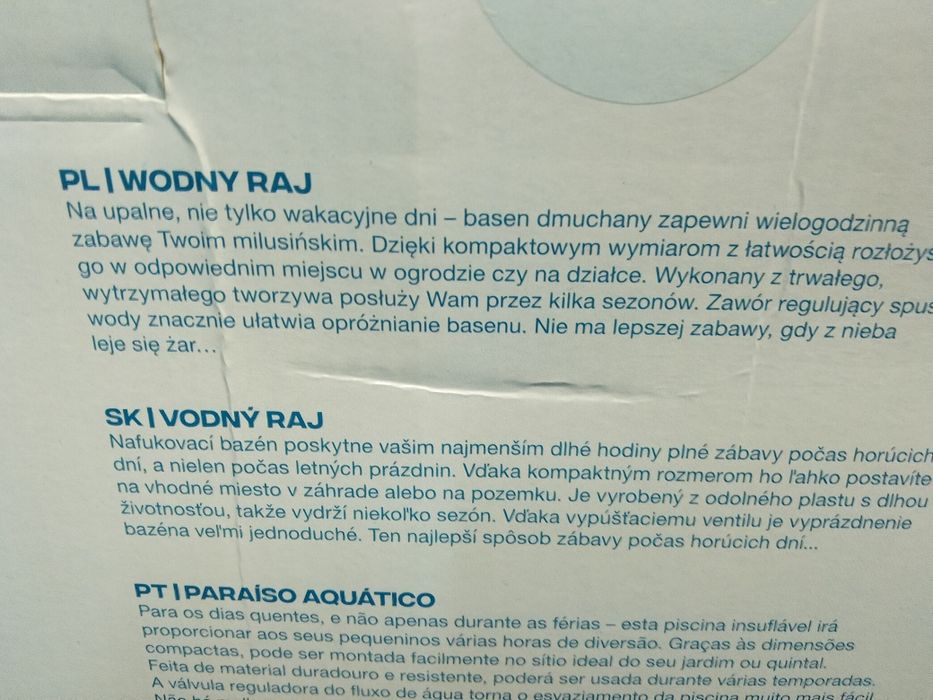 PL | WODNY RAJ
Na upalne, nie tylko wakacyjne dni – basen dmuchany zapewni wielogodzinną
zabawę Twoim milusińskim. Dzięki kompaktowym wymiarom z łatwością rozłożys
go w odpowiednim miejscu w ogrodzie czy na działce. Wykonany z trwałego,
wytrzymałego tworzywa posłuży Wam przez kilka sezonów. Zawór regulujący spus
wody znacznie ułatwia opróżnianie basenu. Nie ma lepszej zabawy, gdy z nieba
leje się żar...
SK | VODNÝ RAJ
Nafukovací bazén poskytne vašim najmenším dlhé hodiny plné zábavy počas horúcich
dní, a nielen počas letných prázdnin. Vďaka kompaktným rozmerom ho ľahko postavíte
na vhodné miesto v záhrade alebo na pozemku. Je vyrobený z odolného plastu s dlhou
životnosťou, takže vydrží niekoľko sezón. Vďaka vypúšťaciemu ventilu je vyprázdnenie
bazéna veľmi jednoduché. Ten najlepší spôsob zábavy počas horúcich dní...
PT | PARAÍSO AQUÁTICO
Para os dias quentes, e não apenas durante as férias – esta piscina insuflável irá
proporcionar aos seus pequeninos várias horas de diversão. Graças às dimensões
compactas, pode ser montada facilmente no sítio ideal do seu jardim ou quintal.
Feita de material duradouro e resistente, poderá ser usada durante várias temporadas.
A válvula reguladora do fluxo de água torna o esvaziamento da piscina muito mais fácil.